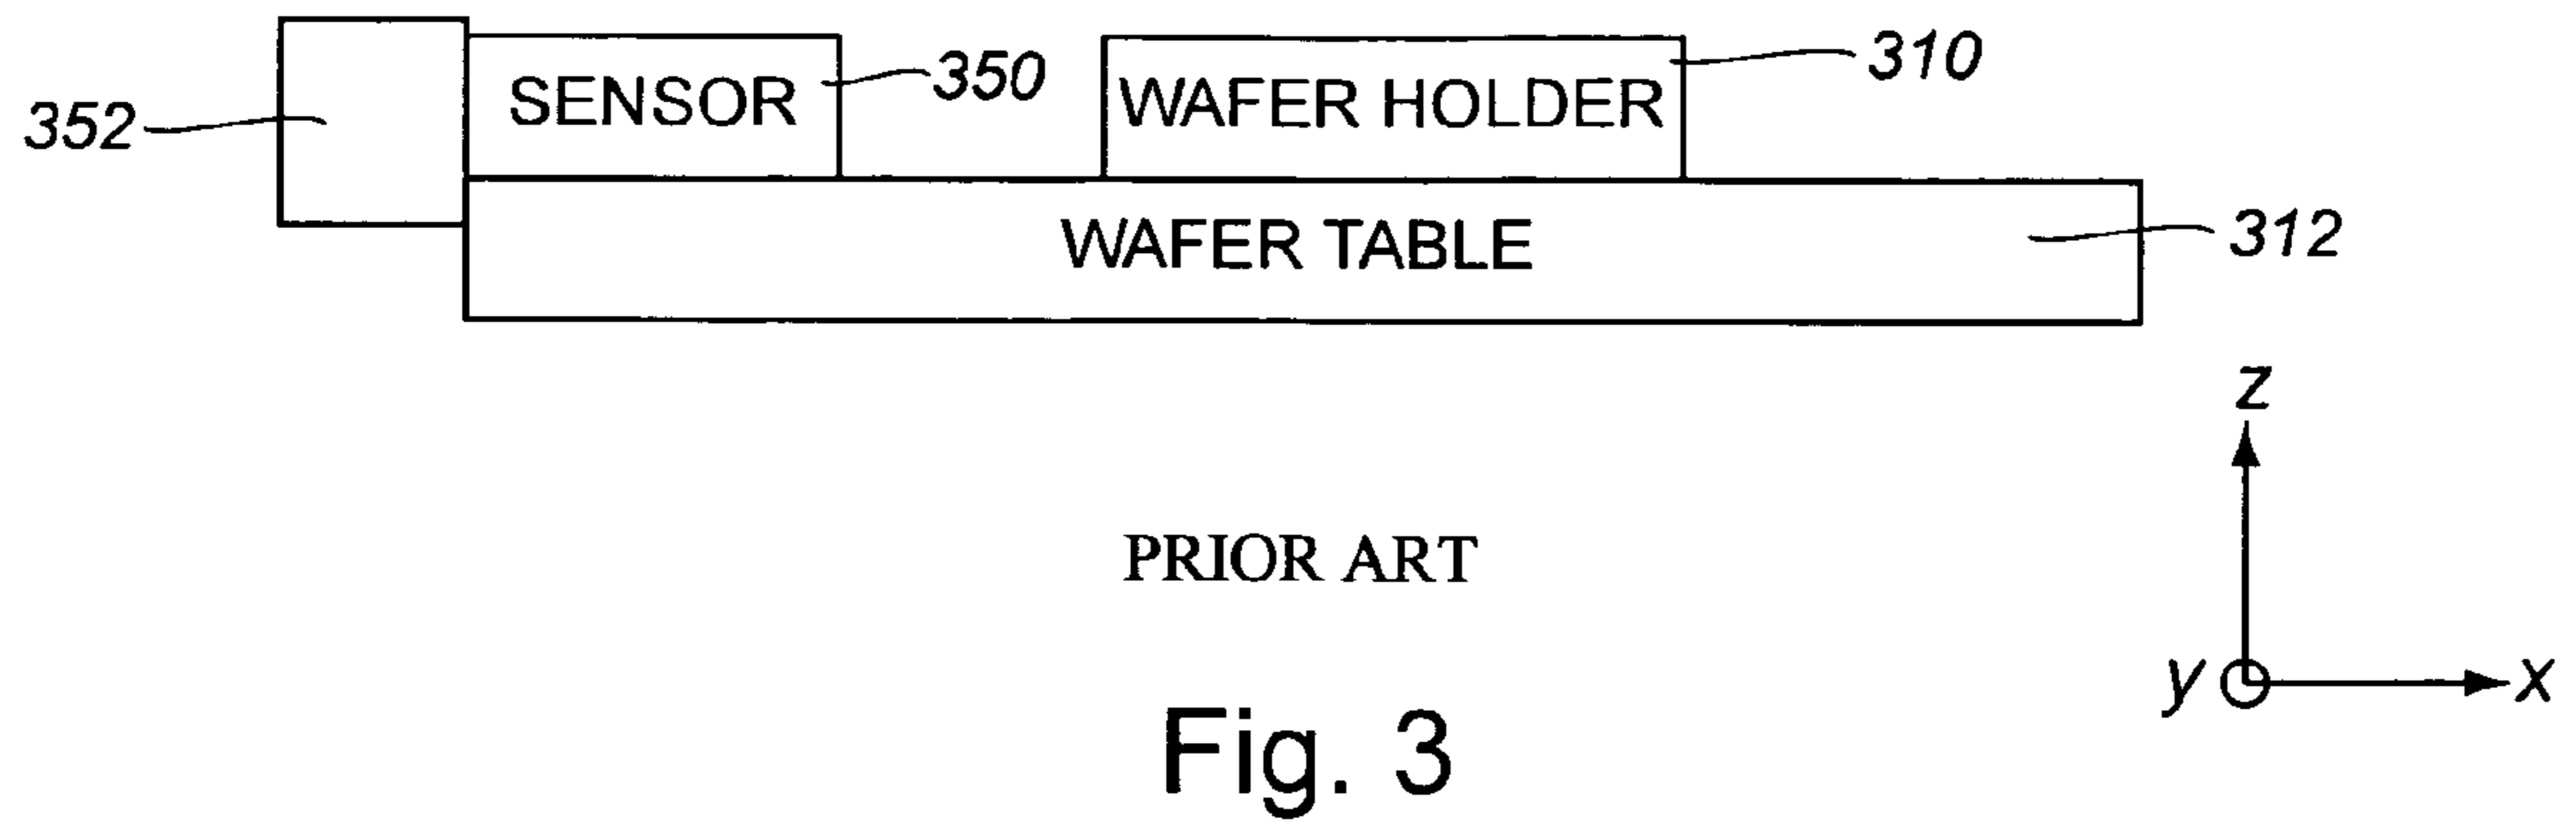 352
SENSOR
350
WAFER HOLDER
310
WAFER TABLE
312
z
y
x
PRIOR ART
Fig. 3